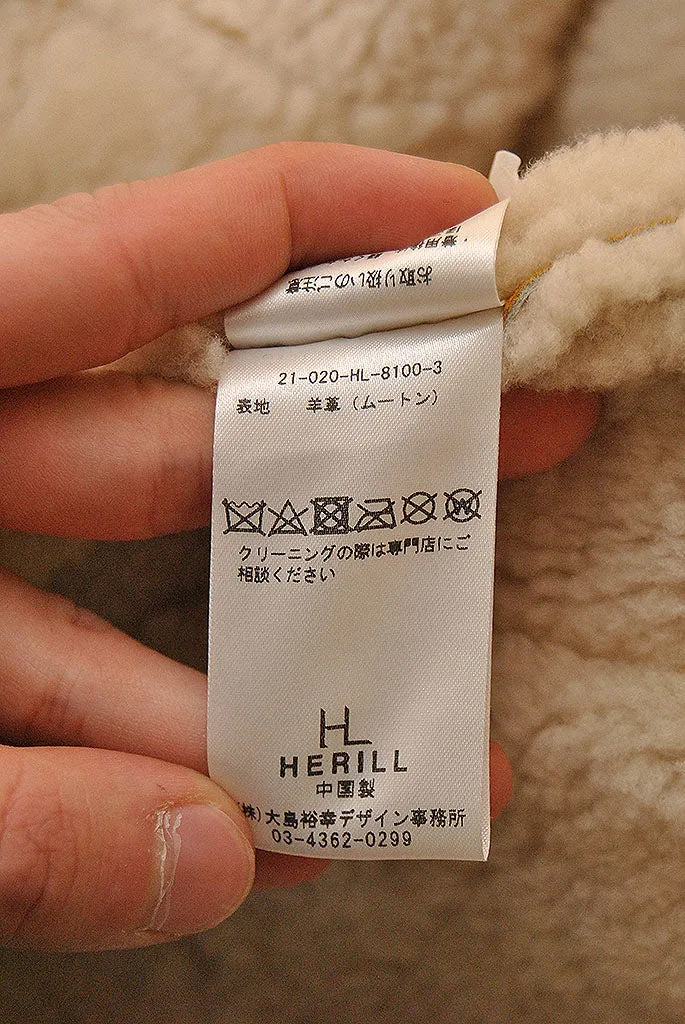 お取り扱いのご注意
21-020-HL-8100-3
表地 羊革 (ムートン)
W
クリーニングの際は専門店にご
相談ください
HL
HERILL
中国製
(株)大島裕幸デザイン事務所
03-4362-0299